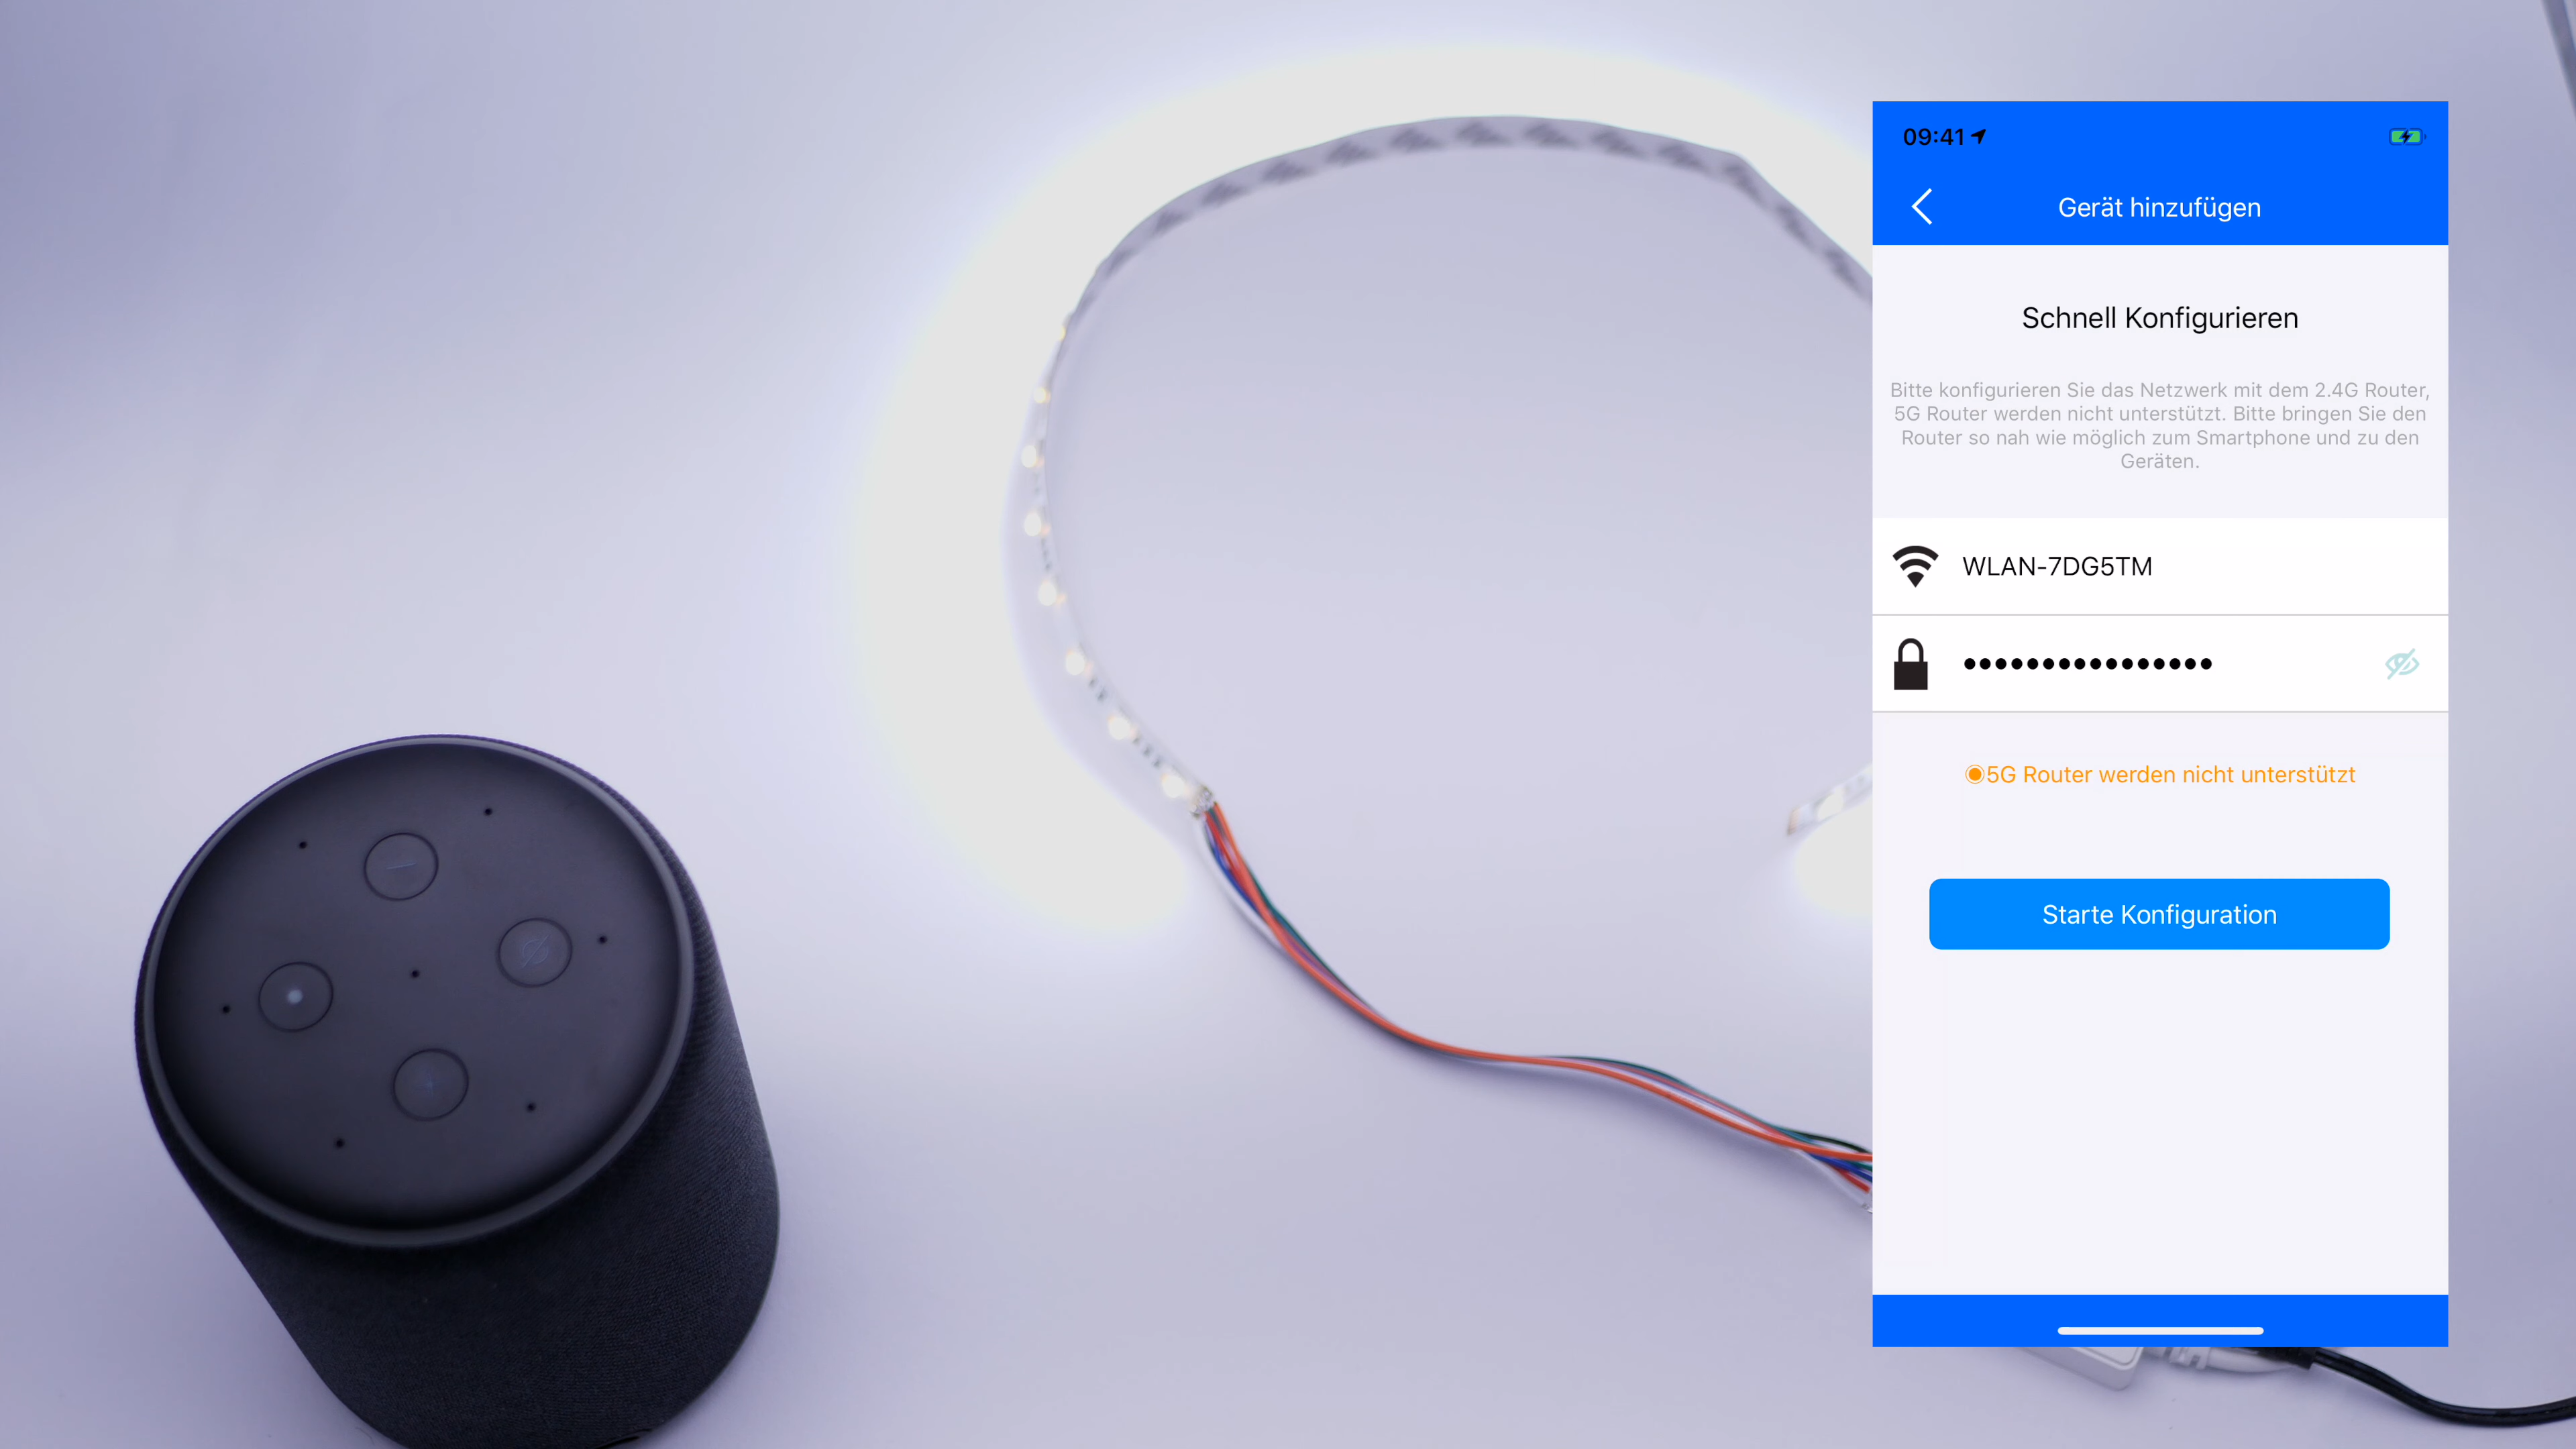 09:41
Gerät hinzufügen
Schnell Konfigurieren
Bitte konfigurieren Sie das Netzwerk mit dem 2.4G Router,
5G Router werden nicht unterstützt. Bitte bringen Sie den
Router so nah wie möglich zum Smartphone und zu den
Geräten.
WLAN-7DG5TM
••••••••••••••••
5G Router werden nicht unterstützt
Starte Konfiguration